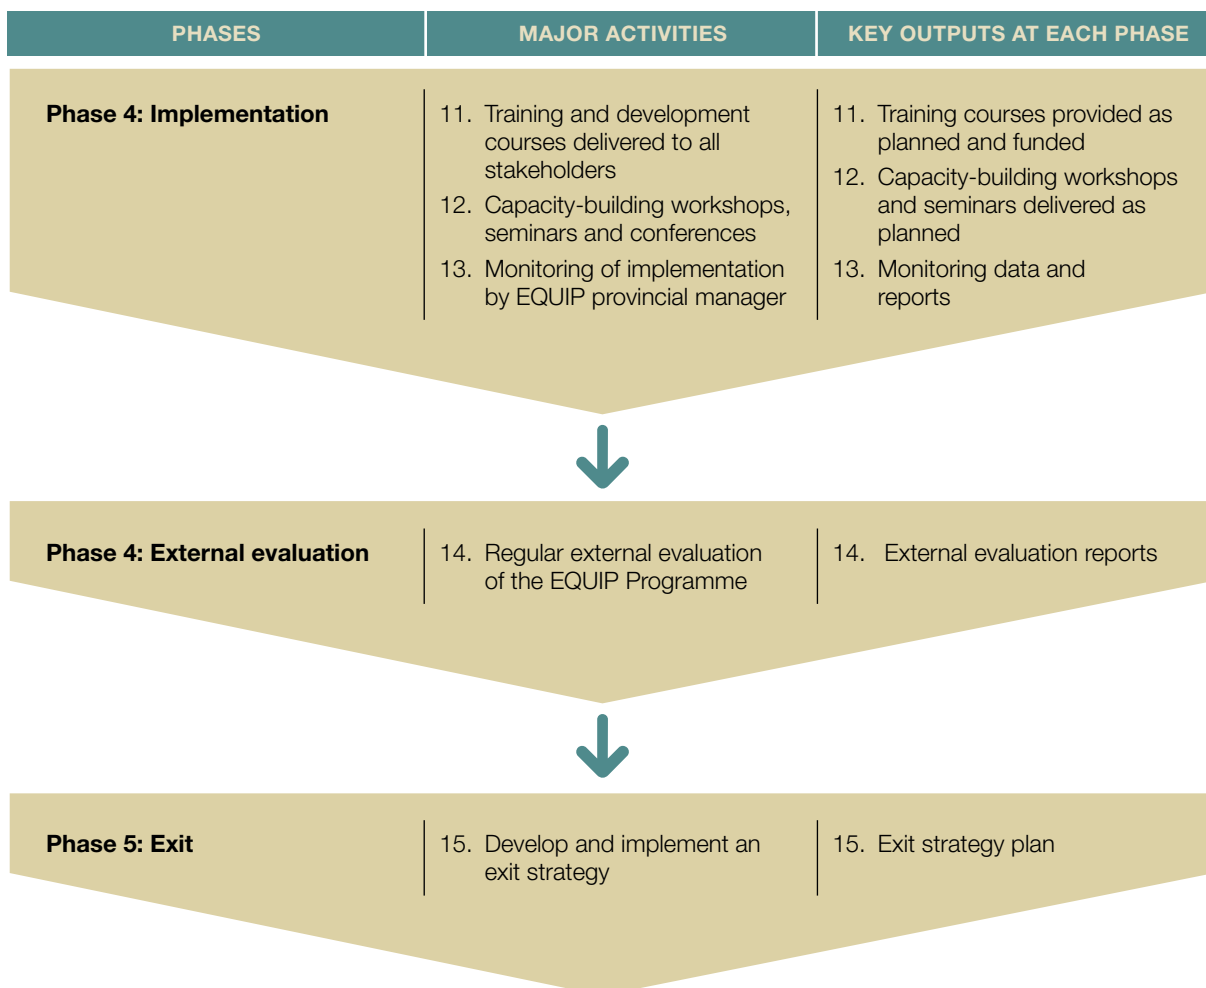 PHASES
MAJOR ACTIVITIES
KEY OUTPUTS AT EACH PHASE
Phase 4: Implementation
11. Training and development
courses delivered to all
stakeholders
12. Capacity-building workshops,
seminars and conferences
13. Monitoring of implementation
by EQUIP provincial manager
11. Training courses provided as
planned and funded
12. Capacity-building workshops
and seminars delivered as
planned
13. Monitoring data and
reports
Phase 4: External evaluation
14. Regular external evaluation
of the EQUIP Programme
14. External evaluation reports
Phase 5: Exit
15. Develop and implement an
exit strategy
15. Exit strategy plan